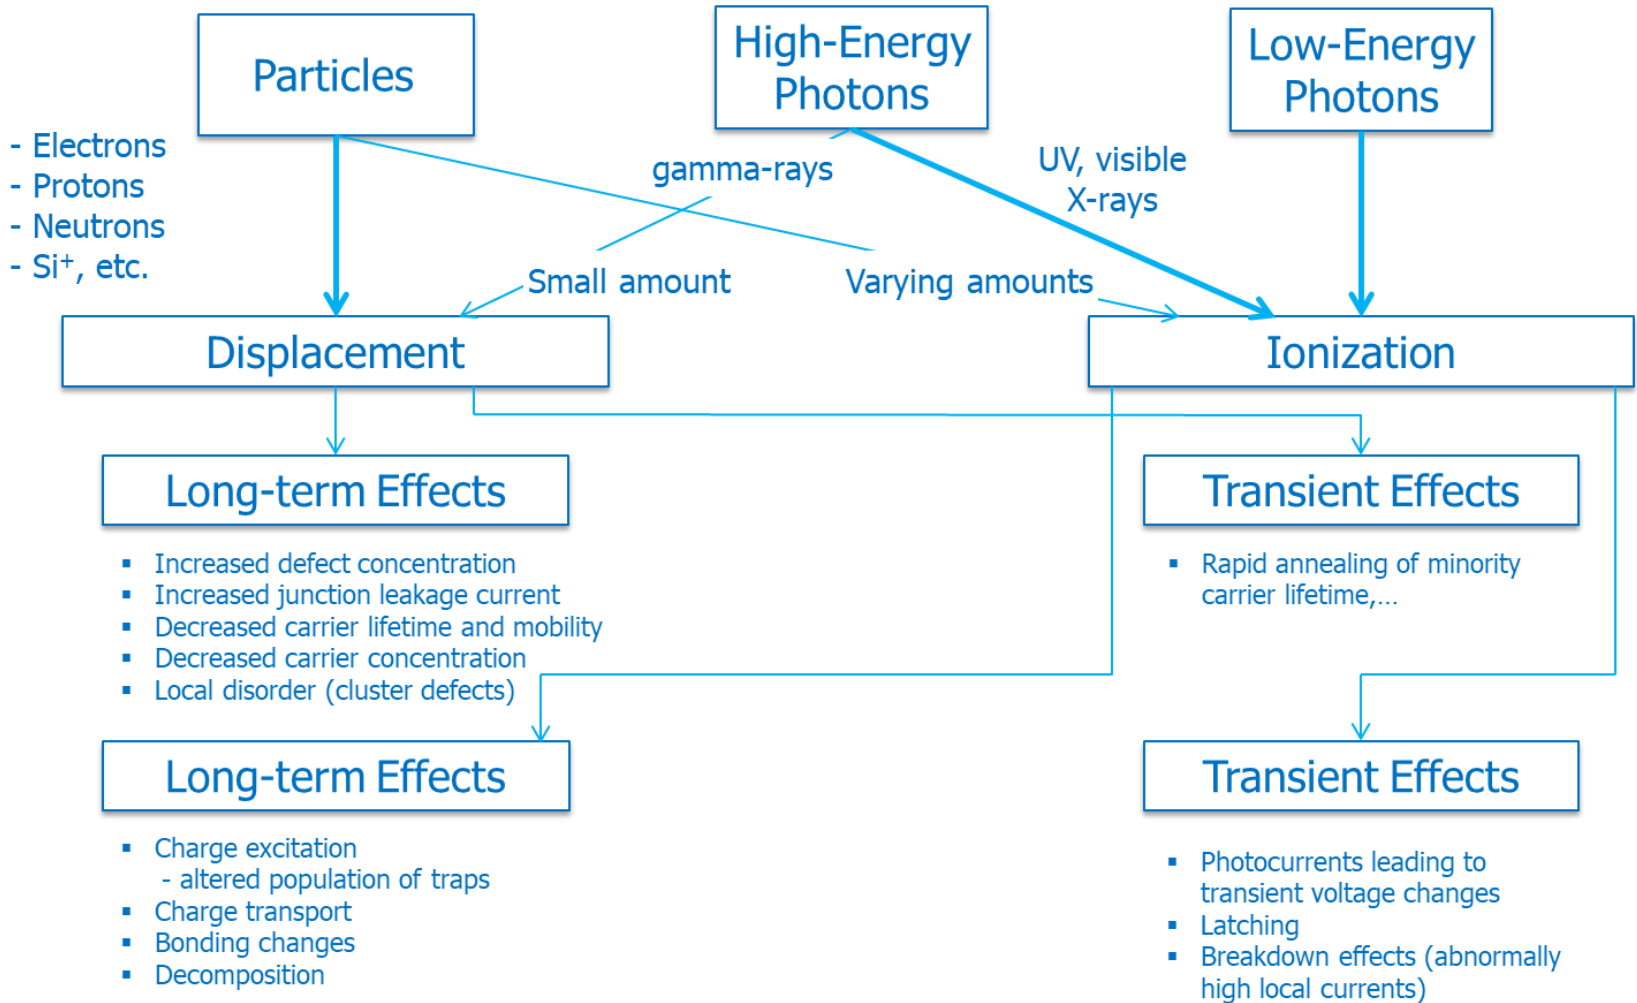 Particles
High-Energy
Photons
Low-Energy
Photons
- Electrons
- Protons
- Neutrons
- Si⁺, etc.
gamma-rays
UV, visible
X-rays
Small amount
Varying amounts
Displacement
Ionization
Long-term Effects
▪ Increased defect concentration
▪ Increased junction leakage current
▪ Decreased carrier lifetime and mobility
▪ Decreased carrier concentration
▪ Local disorder (cluster defects)
Transient Effects
▪ Rapid annealing of minority
carrier lifetime,...
Long-term Effects
▪ Charge excitation
- altered population of traps
▪ Charge transport
▪ Bonding changes
▪ Decomposition
Transient Effects
▪ Photocurrents leading to
transient voltage changes
▪ Latching
▪ Breakdown effects (abnormally
high local currents)